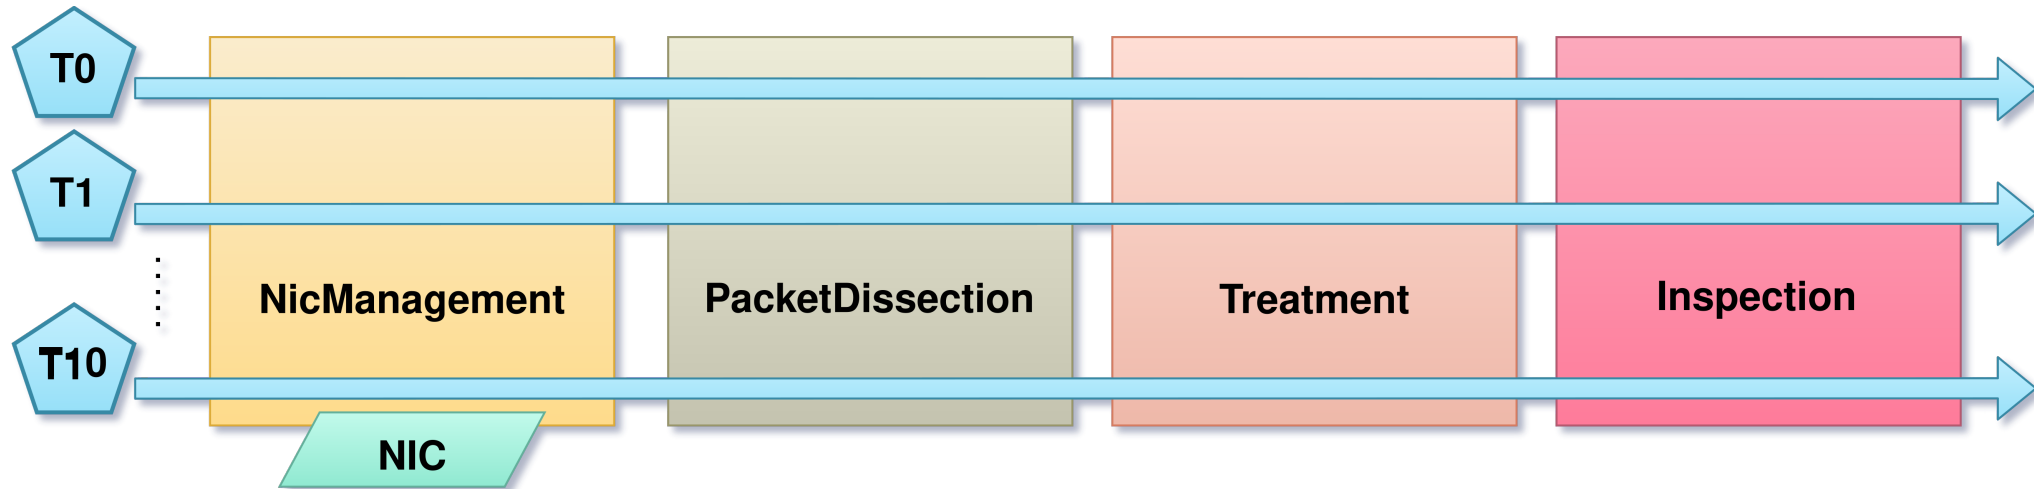 T0
T1
T10
NicManagement
PacketDissection
Treatment
Inspection
NIC